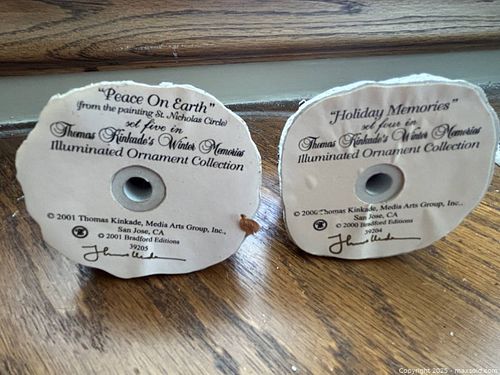 "Peace On Earth"
(from the painting St. Nicholas Circle)
set five in
Thomas Kinkade's Winter Memories
Illuminated Ornament Collection
© 2001 Thomas Kinkade, Media Arts Group, Inc.,
San Jose, CA
© 2001 Bradford Editions
39205
"Holiday Memories"
set four in
Thomas Kinkade's Winter Memories
Illuminated Ornament Collection
© 2000 Thomas Kinkade, Media Arts Group, Inc.,
San Jose, CA
© 2000 Bradford Editions
39204
Copyright 2025 - maxsold.com